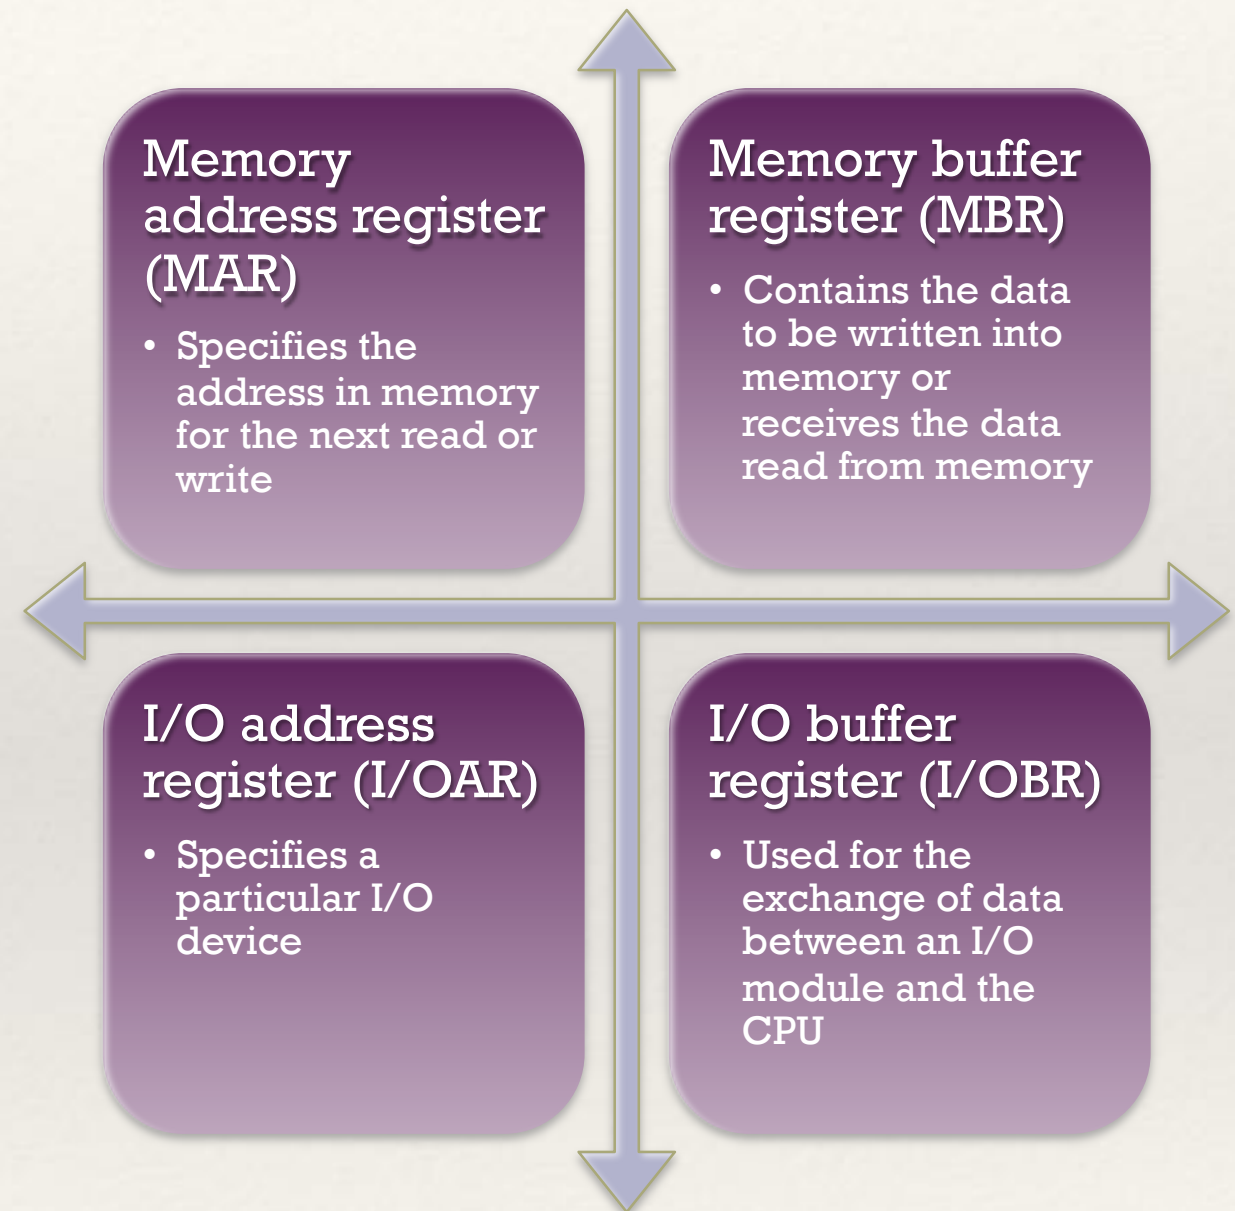 Memory
address register
(MAR)
• Specifies the
address in memory
for the next read or
write
Memory buffer
register (MBR)
• Contains the data
to be written into
memory or
receives the data
read from memory
I/O address
register (I/OAR)
• Specifies a
particular I/O
device
I/O buffer
register (I/OBR)
• Used for the
exchange of data
between an I/O
module and the
CPU